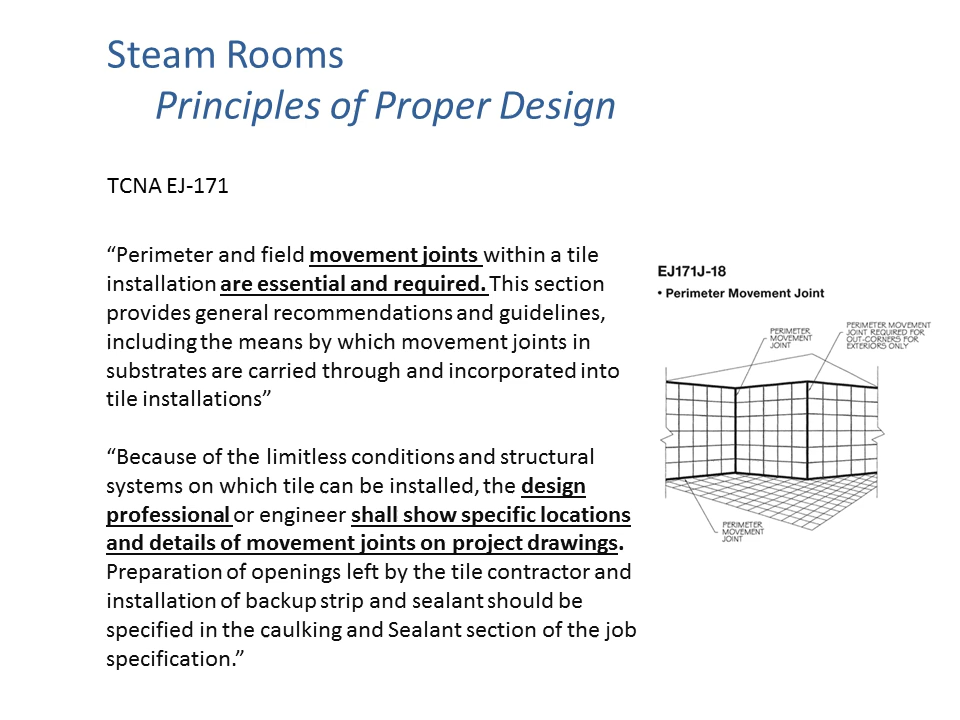 Steam Rooms
Principles of Proper Design
TCNA EJ-171
“Perimeter and field movement joints within a tile
installation are essential and required. This section
provides general recommendations and guidelines,
including the means by which movement joints in
substrates are carried through and incorporated into
tile installations”
“Because of the limitless conditions and structural
systems on which tile can be installed, the design
professional or engineer shall show specific locations
and details of movement joints on project drawings.
Preparation of openings left by the tile contractor and
installation of backup strip and sealant should be
specified in the caulking and Sealant section of the job
specification.”
EJ171J-18
• Perimeter Movement Joint
PERIMETER
MOVEMENT
JOINT
PERIMETER MOVEMENT
JOINT REQUIRED FOR
OUT-CORNERS FOR
EXTERIORS ONLY
PERIMETER
MOVEMENT
JOINT